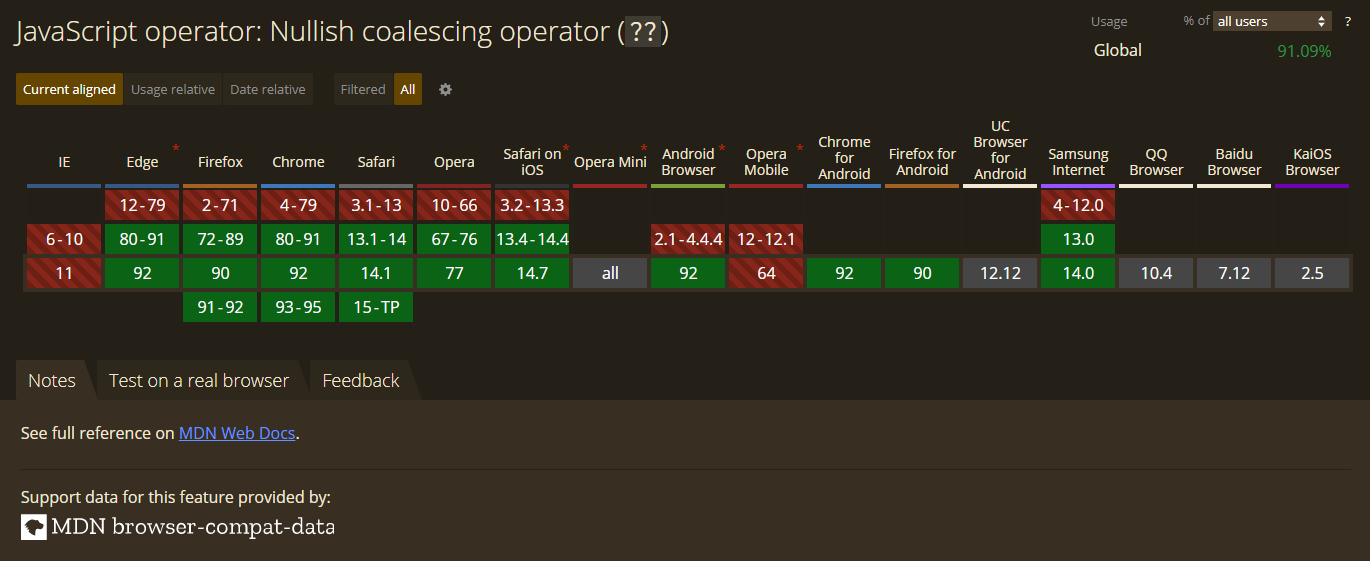 JavaScript operator: Nullish coalescing operator (??)
Usage % of all users ?
Global 91.09%
Current aligned Usage relative Date relative Filtered All
IE Edge * Firefox Chrome Safari Opera Safari on iOS * Opera Mini * Android Browser * Opera Mobile * Chrome for Android Firefox for Android UC Browser for Android Samsung Internet QQ Browser Baidu Browser KaiOS Browser
12-79 2-71 4-79 3.1-13 10-66 3.2-13.3 4-12.0
6-10 80-91 72-89 80-91 13.1-14 67-76 13.4-14.4 2.1-4.4.4 12-12.1 13.0
11 92 90 92 14.1 77 14.7 all 92 64 92 90 12.12 14.0 10.4 7.12 2.5
91-92 93-95 15-TP
Notes Test on a real browser Feedback
See full reference on MDN Web Docs.
Support data for this feature provided by:
MDN browser-compat-data